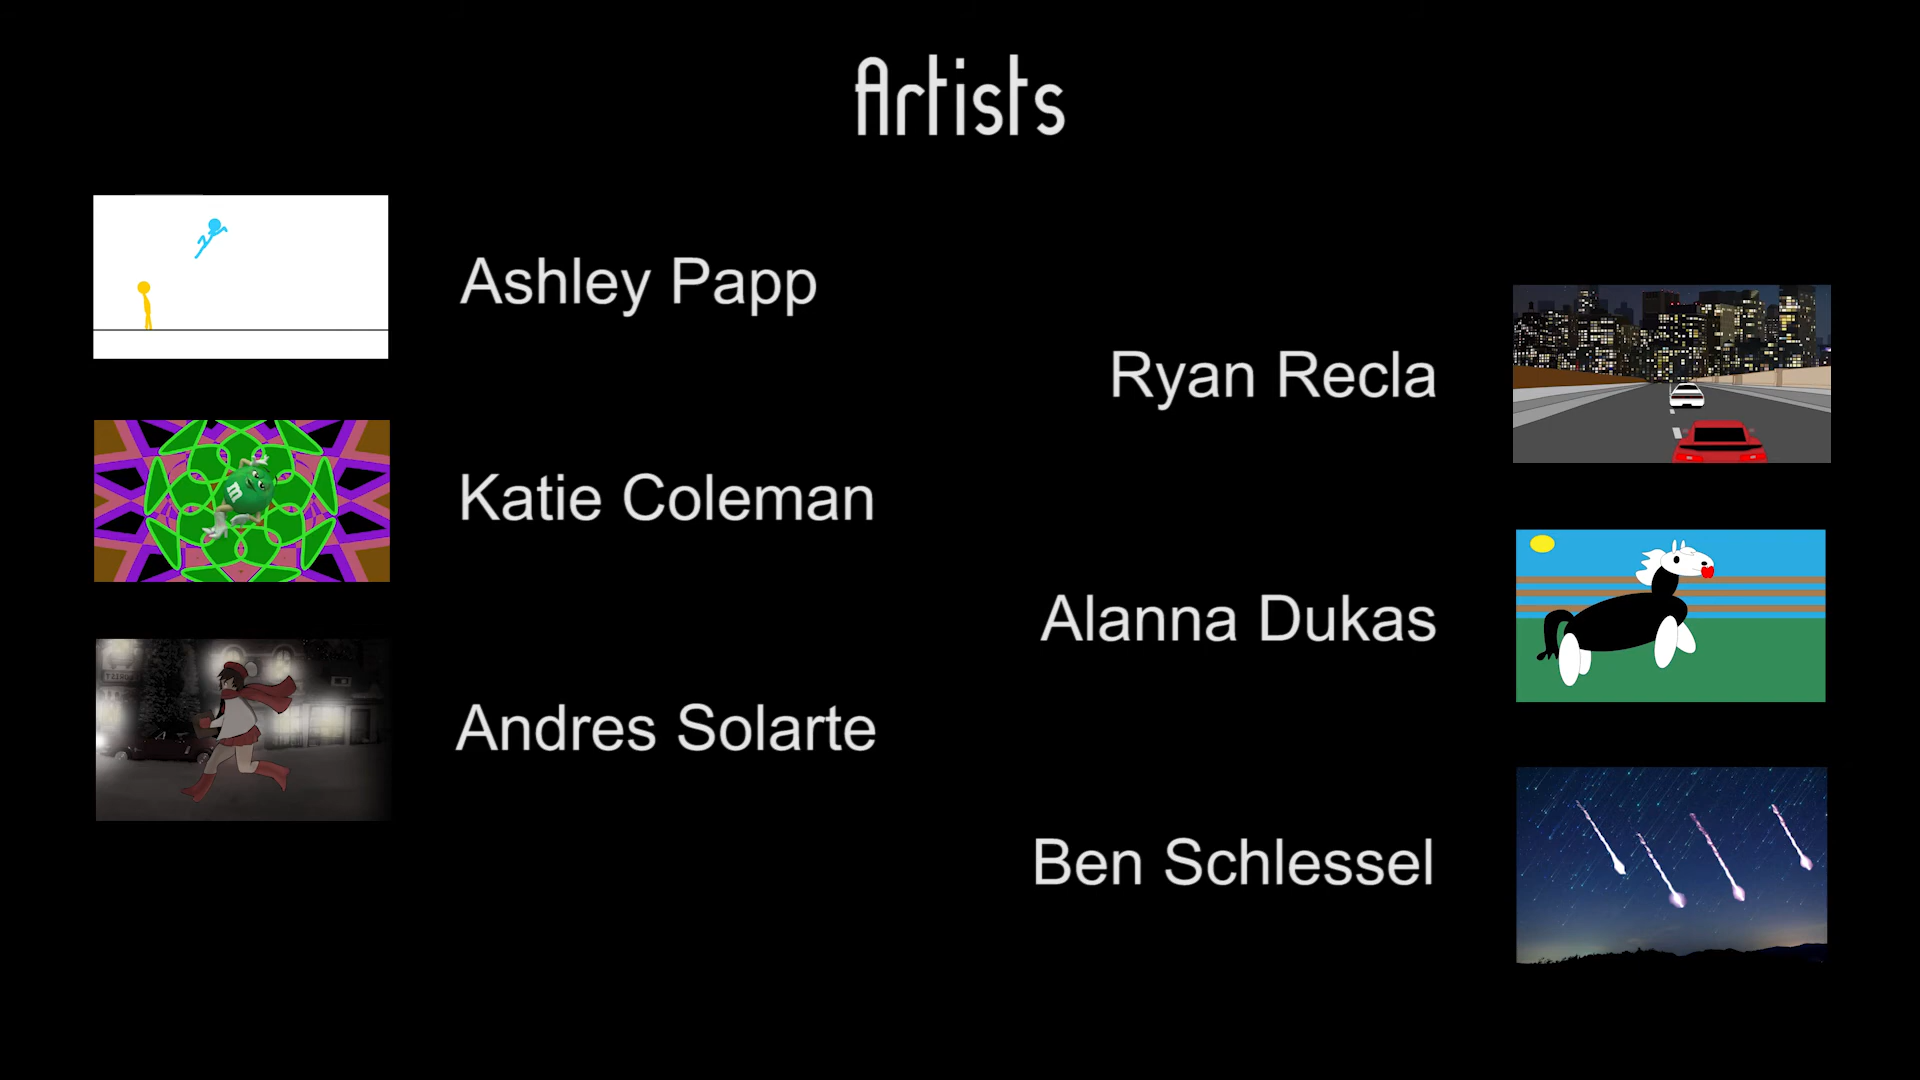 Artists
Ashley Papp
Ryan Recla
Katie Coleman
m
Alanna Dukas
Andres Solarte
Ben Schlessel